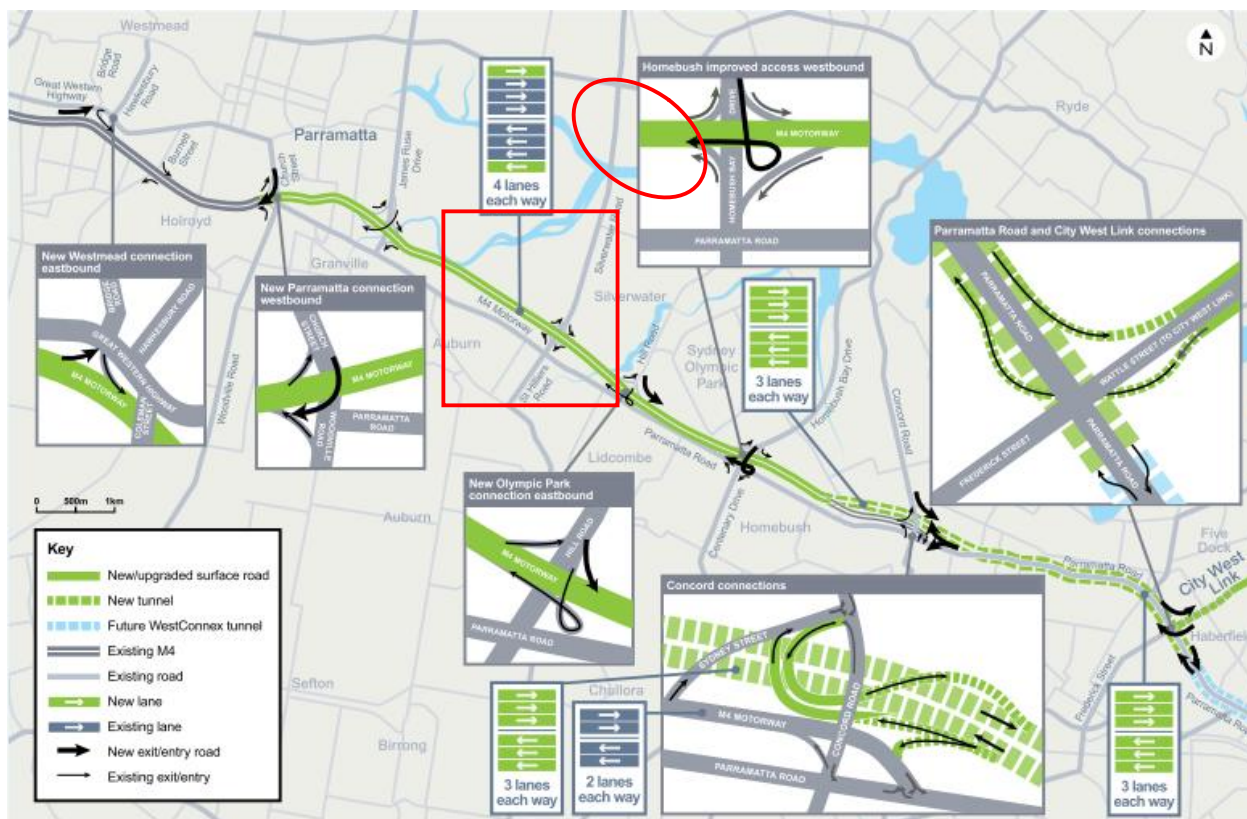 Westmead
Bridge
Road
Hawkesbury
Road
Great Western
Highway
Burnett
Street
Parramatta
Church
Street
James Ruse
Drive
Holroyd
Granville
Woodville Road
4 lanes
each way
M4 Motorway
Auburn
Silverwater Road
Silverwater
St Hilliers
Road
Hill Road
Sydney
Olympic
Park
Homebush Bay Drive
Concord Road
Ryde
N
Homebush improved access westbound
HOMEBUSH BAY
DRIVE
M4 MOTORWAY
PARRAMATTA ROAD
New Westmead connection
eastbound
BRIDGE
ROAD
HAWKESBURY ROAD
GREAT WESTERN HIGHWAY
M4 MOTORWAY
COLEMAN
STREET
New Parramatta connection
westbound
CHURCH
STREET
M4 MOTORWAY
WOODVILLE
ROAD
PARRAMATTA
ROAD
3 lanes
each way
Parramatta Road and City West Link connections
PARRAMATTA ROAD
WATTLE STREET (TO CITY WEST LINK)
FREDERICK STREET
PARRAMATTA
ROAD
Lidcombe
Parramatta Road
Centenary Drive
Homebush
New Olympic Park
connection eastbound
HILL ROAD
M4 MOTORWAY
PARRAMATTA ROAD
Auburn
0 500m 1km
Key
New/upgraded surface road
New tunnel
Future WestConnex tunnel
Existing M4
Existing road
New lane
Existing lane
New exit/entry road
Existing exit/entry
Sefton
Birrong
Chullora
3 lanes
each way
2 lanes
each way
Concord connections
SYDNEY STREET
M4 MOTORWAY
CONCORD ROAD
PARRAMATTA ROAD
Parramatta Road
Five
Dock
City West
Link
Haberfield
Frederick Street
3 lanes
each way